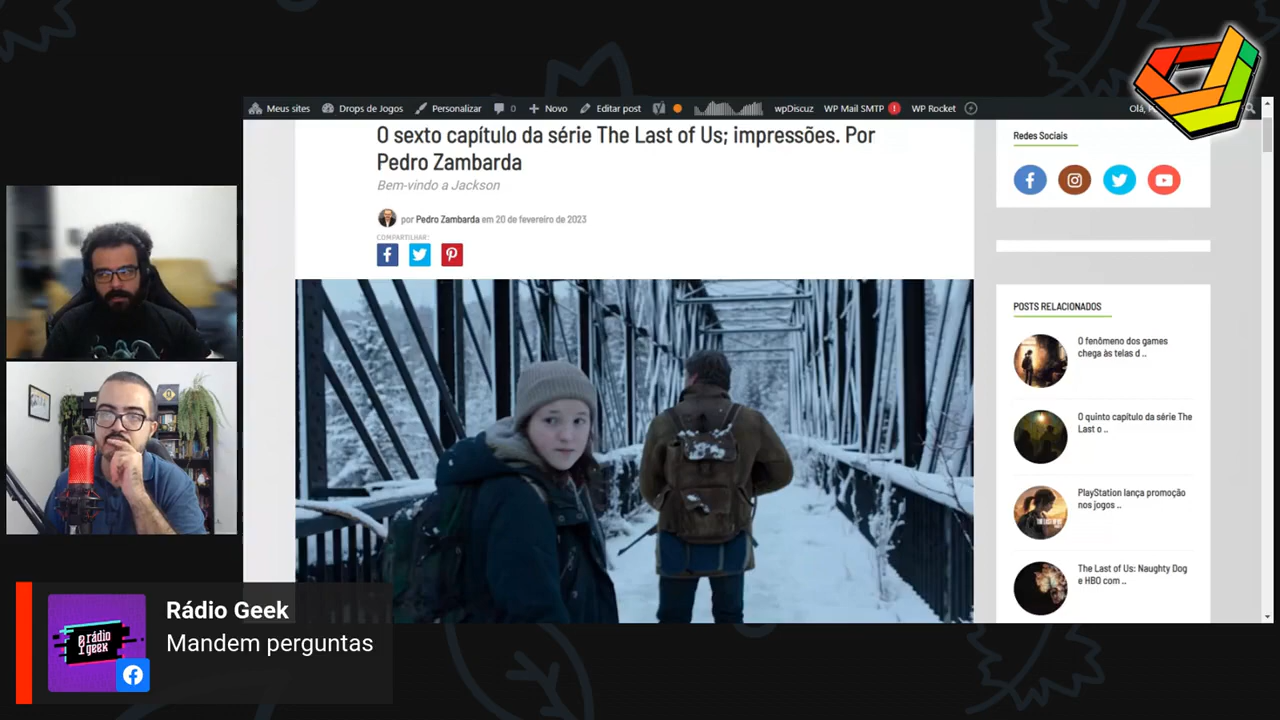 Meus sites
Drops de Jogos
Personalizar
0
Novo
Editar post
wpDiscuz
WP Mail SMTP
!
WP Rocket
O sexto capítulo da série The Last of Us; impressões. Por
Pedro Zambarda
Bem-vindo a Jackson
por Pedro Zambarda em 20 de fevereiro de 2023
COMPARTILHAR:
Redes Sociais
POSTS RELACIONADOS
O fenômeno dos games
chega às telas d ..
O quinto capítulo da série The
Last o ..
PlayStation lança promoção
nos jogos ..
The Last of Us: Naughty Dog
e HBO com ..
rádio
geek
Rádio Geek
Mandem perguntas